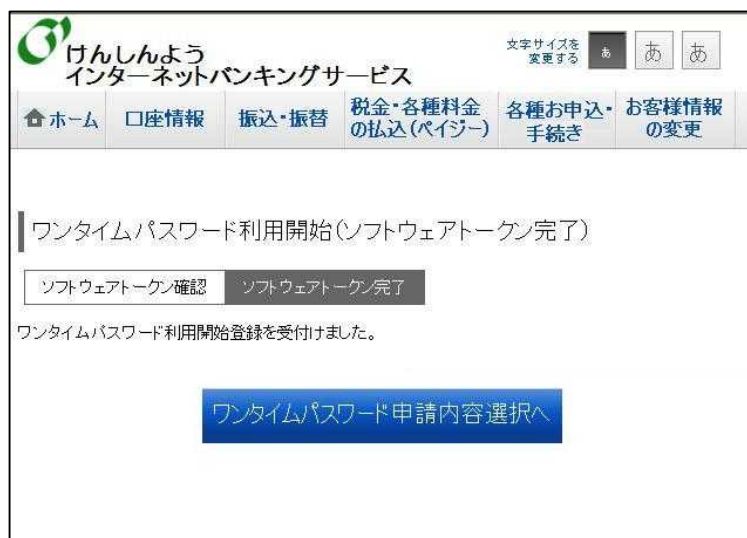 けんしんよう
インターネットバンキングサービス
文字サイズを
変更する
あ
あ
あ
ホーム
口座情報
振込・振替
税金・各種料金
の払込(ペイジー)
各種お申込・
手続き
お客様情報
の変更
ワンタイムパスワード利用開始(ソフトウェアトークン完了)
ソフトウェアトークン確認
ソフトウェアトークン完了
ワンタイムパスワード利用開始登録を受付けました。
ワンタイムパスワード申請内容選択へ